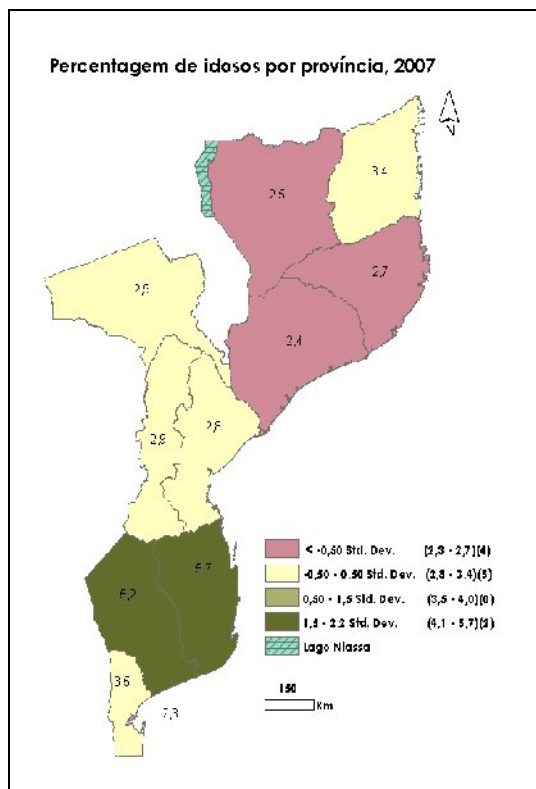 Percentagem de idosos por província, 2007
N
3,4
2,6
2,7
2,9
2,4
2,8
2,9
5,7
5,2
3,6
2,3
< -0,50 Std. Dev. (2,3 - 2,7)(4)
-0,50 - 0.50 Std. Dev. (2,8 - 3.4)(5)
0,50 - 1,5 Std. Dev. (3,5 - 4,0)(0)
1,5 - 2.2 Std. Dev. (4,1 - 5,7)(2)
Lago Niassa
150
Km